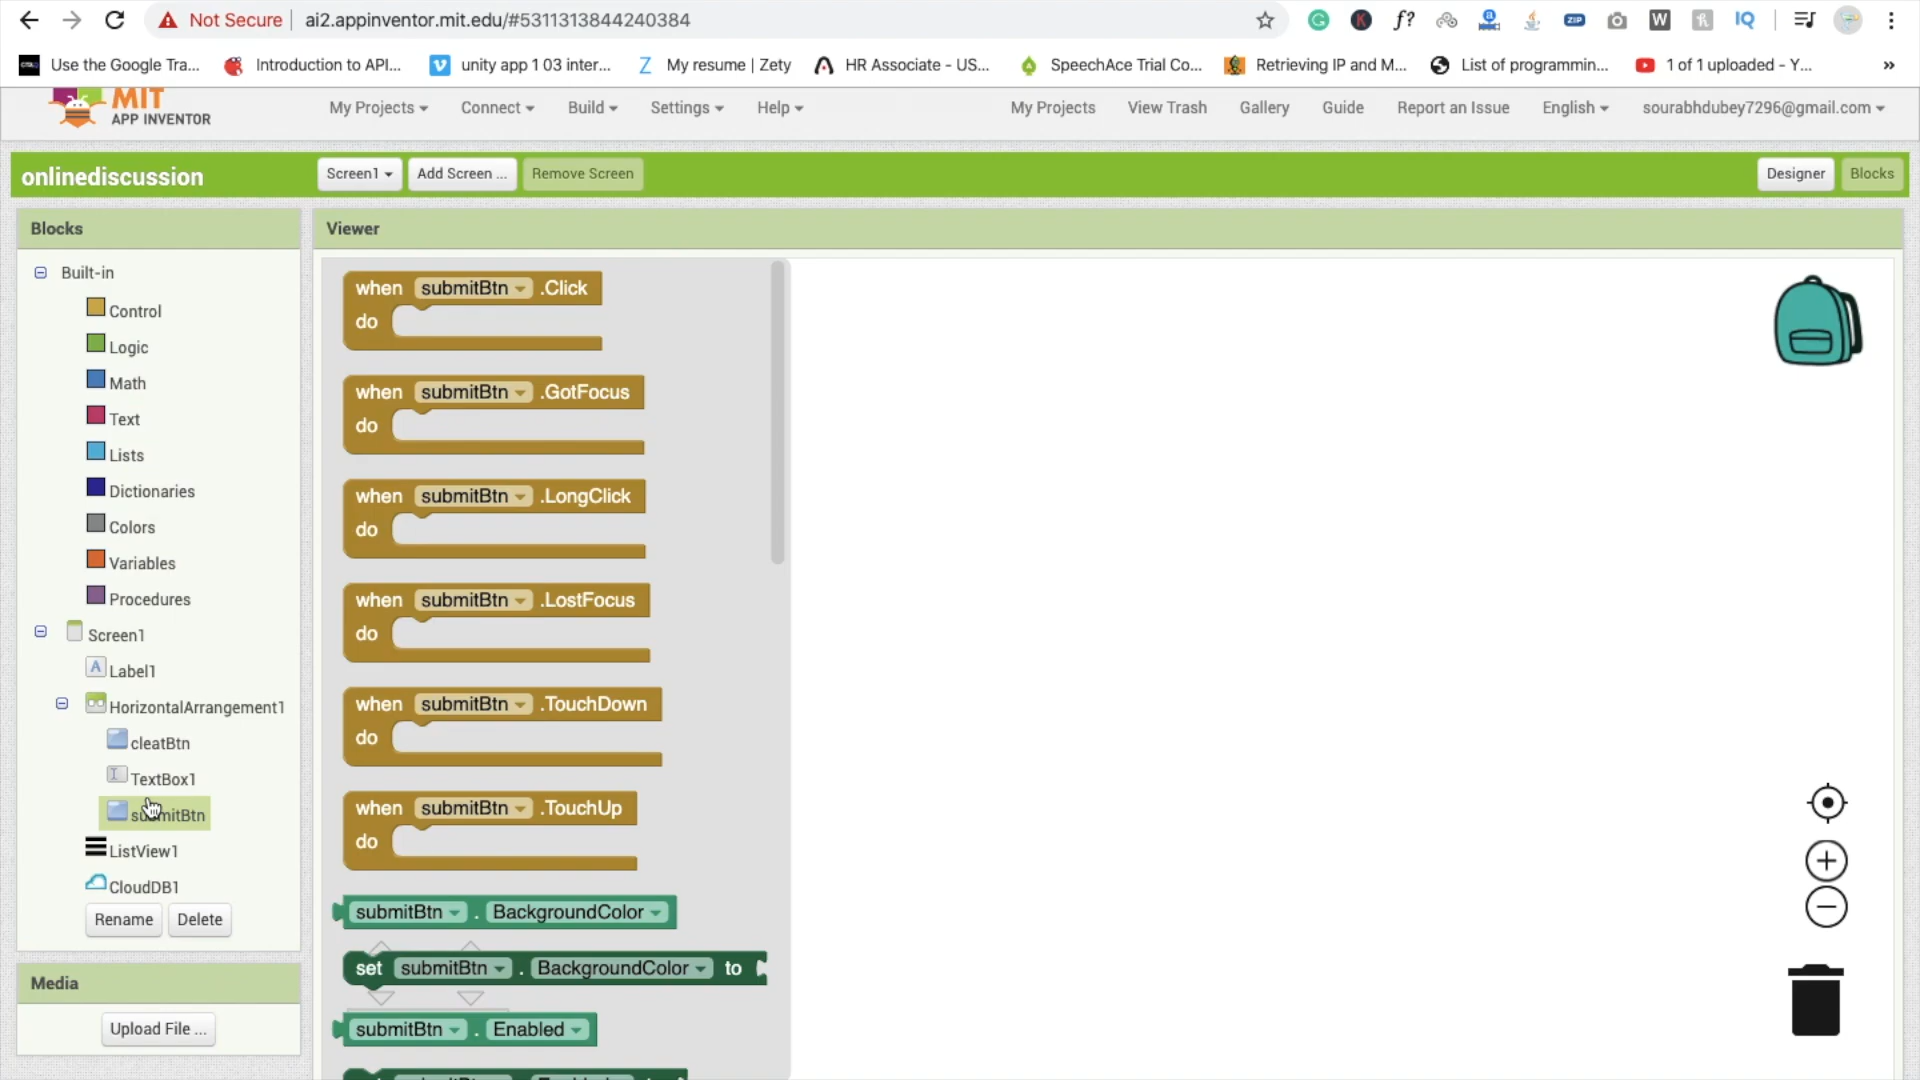 Not Secure | ai2.appinventor.mit.edu/#5311313844240384
Use the Google Tra... Introduction to API... unity app 1 03 inter... My resume | Zety HR Associate - US... SpeechAce Trial Co... Retrieving IP and M... List of programmin... 1 of 1 uploaded - Y... »
MIT
APP INVENTOR
My Projects Connect Build Settings Help My Projects View Trash Gallery Guide Report an Issue English sourabhdubey7296@gmail.com
onlinediscussion Screen1 Add Screen ... Remove Screen Designer Blocks
Blocks
Viewer
Built-in
Control
Logic
Math
Text
Lists
Dictionaries
Colors
Variables
Procedures
Screen1
Label1
HorizontalArrangement1
cleatBtn
TextBox1
submitBtn
ListView1
CloudDB1
Rename Delete
Media
Upload File ...
when submitBtn .Click
do
when submitBtn .GotFocus
do
when submitBtn .LongClick
do
when submitBtn .LostFocus
do
when submitBtn .TouchDown
do
when submitBtn .TouchUp
do
submitBtn . BackgroundColor
set submitBtn . BackgroundColor to
submitBtn . Enabled